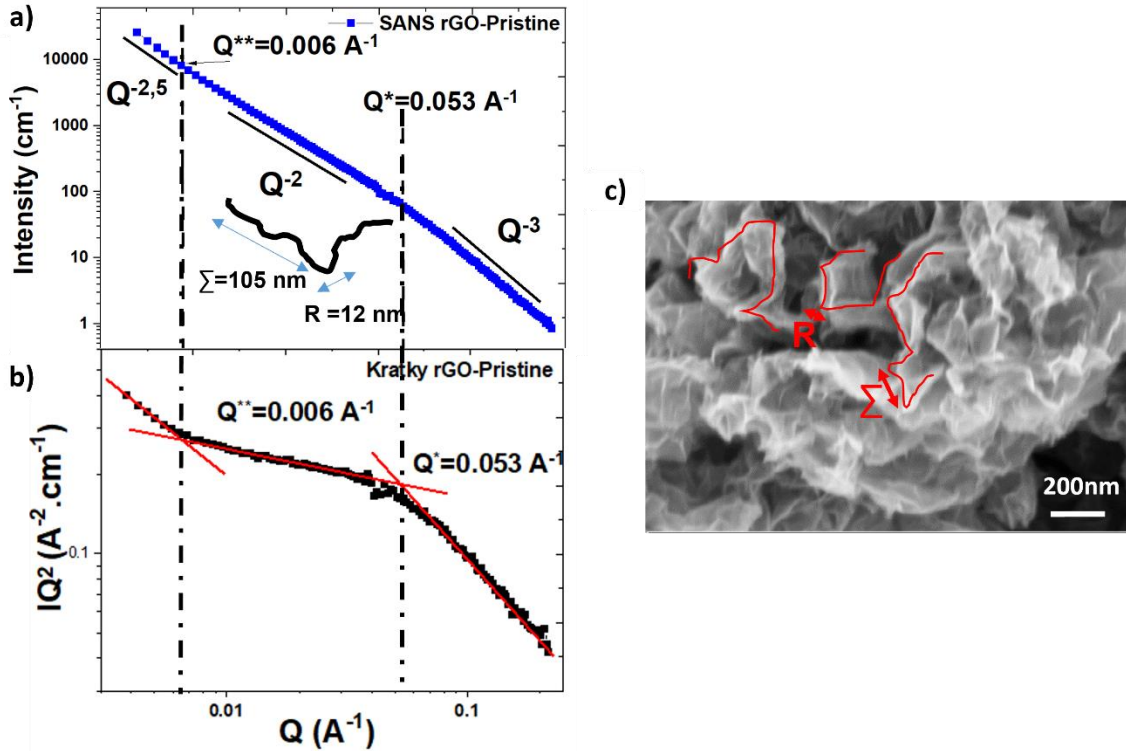 a)
SANS rGO-Pristine
Q**=0.006 A⁻¹
Q⁻²,⁵
Q*=0.053 A⁻¹
Q⁻²
Q⁻³
∑=105 nm
R =12 nm
Intensity (cm⁻¹)
10000
1000
100
10
1
b)
Kratky rGO-Pristine
Q**=0.006 A⁻¹
Q*=0.053 A⁻¹
IQ² (A⁻².cm⁻¹)
0.1
0.01
0.1
Q (A⁻¹)
c)
R
∑
200nm